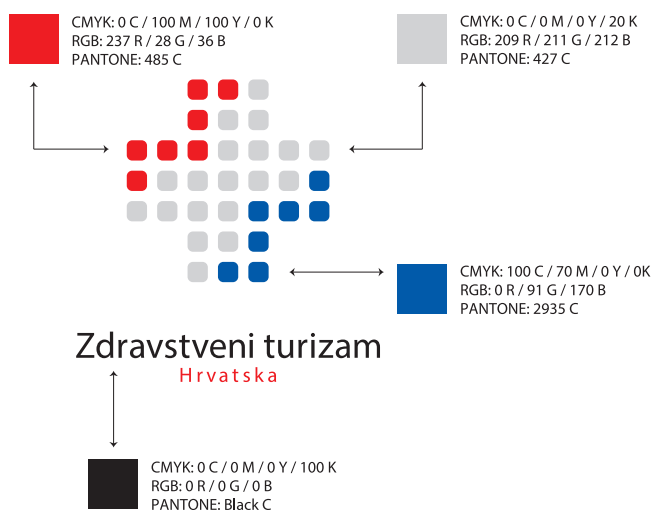 CMYK: 0 C / 100 M / 100 Y / 0 K
RGB: 237 R / 28 G / 36 B
PANTONE: 485 C
CMYK: 0 C / 0 M / 0 Y / 20 K
RGB: 209 R / 211 G / 212 B
PANTONE: 427 C
CMYK: 100 C / 70 M / 0 Y / 0K
RGB: 0 R / 91 G / 170 B
PANTONE: 2935 C
Zdravstveni turizam
Hrvatska
CMYK: 0 C / 0 M / 0 Y / 100 K
RGB: 0 R / 0 G / 0 B
PANTONE: Black C